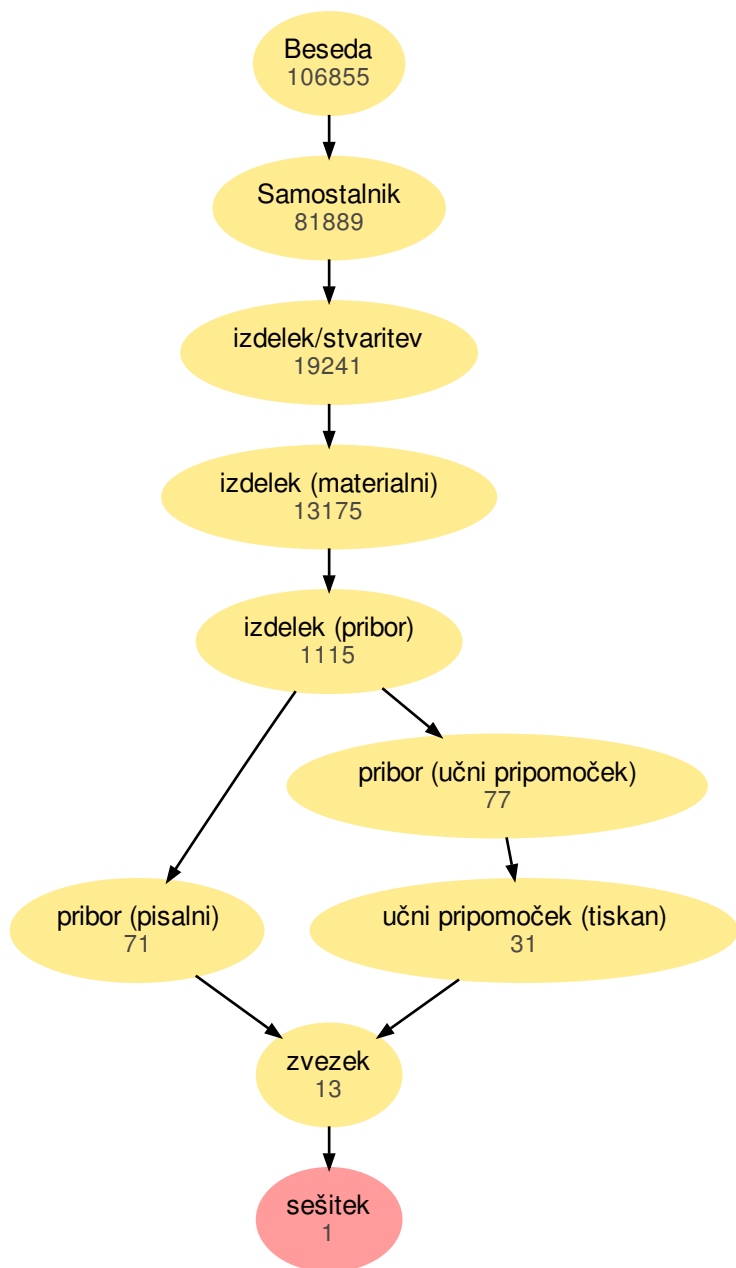 Beseda
106855
Samostalnik
81889
izdelek/stvaritev
19241
izdelek (materialni)
13175
izdelek (pribor)
1115
pribor (učni pripomoček)
77
pribor (pisalni)
71
učni pripomoček (tiskan)
31
zvezek
13
sešitek
1